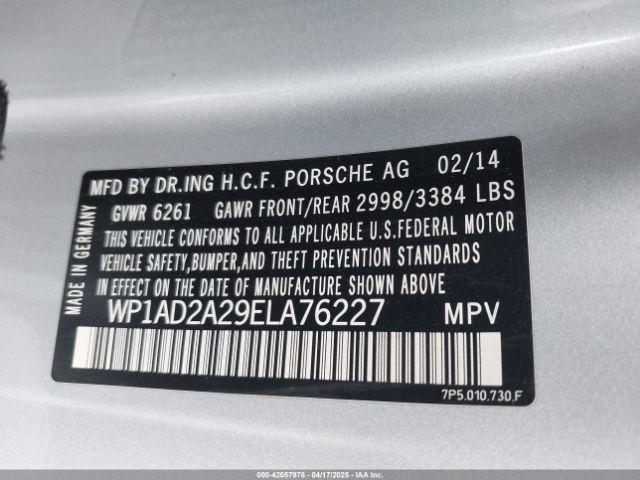 MFD BY DR.ING H.C.F. PORSCHE AG 02/14
GVWR 6261 GAWR FRONT/REAR 2998/3384 LBS
THIS VEHICLE CONFORMS TO ALL APPLICABLE U.S.FEDERAL MOTOR
VEHICLE SAFETY,BUMPER,AND THEFT PREVENTION STANDARDS
IN EFFECT ON THE DATE OF MANUFACTURE SHOWN ABOVE
MADE IN GERMANY
WP1AD2A29ELA76227 MPV
7P5.010.730.F
000-42057978 - 04/17/2025 - IAAI.COM